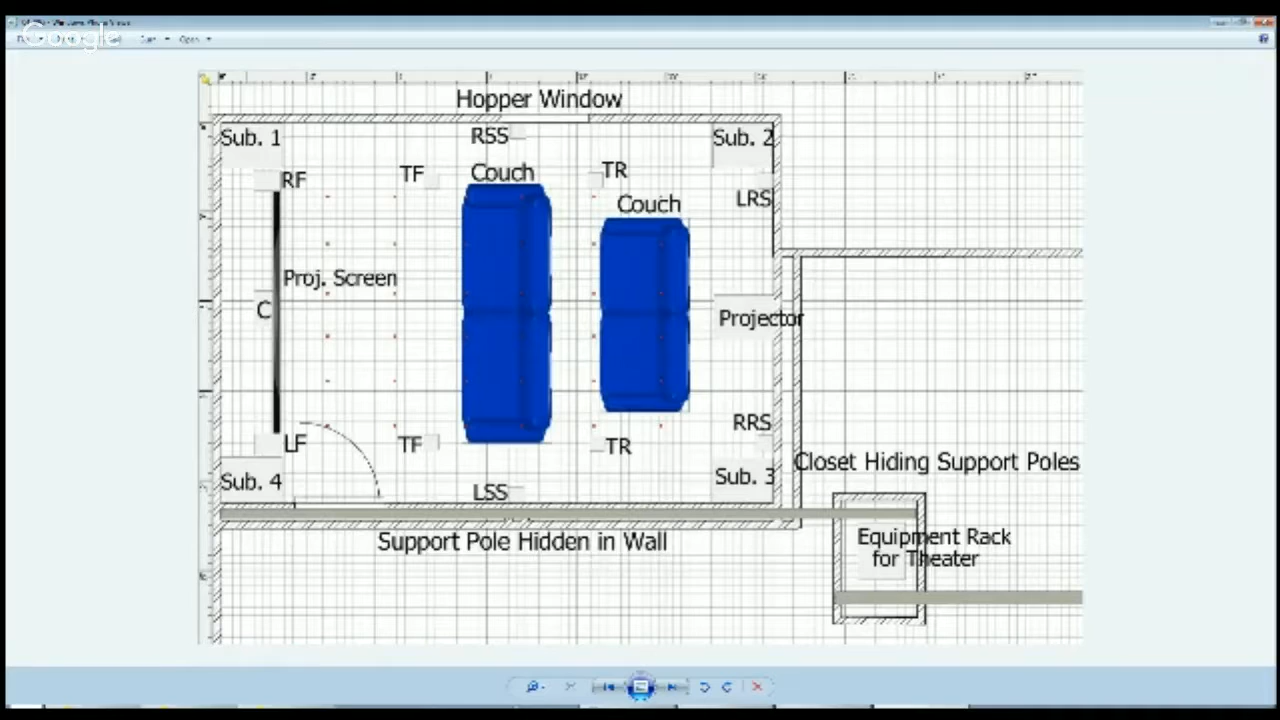 Google
Open
Hopper Window
Sub. 1
RSS
Sub. 2
RF
TF
Couch
TR
LRS
Couch
Proj. Screen
C
Projector
RRS
LF
TF
TR
Closet Hiding Support Poles
Sub. 4
LSS
Sub. 3
Support Pole Hidden in Wall
Equipment Rack
for Theater